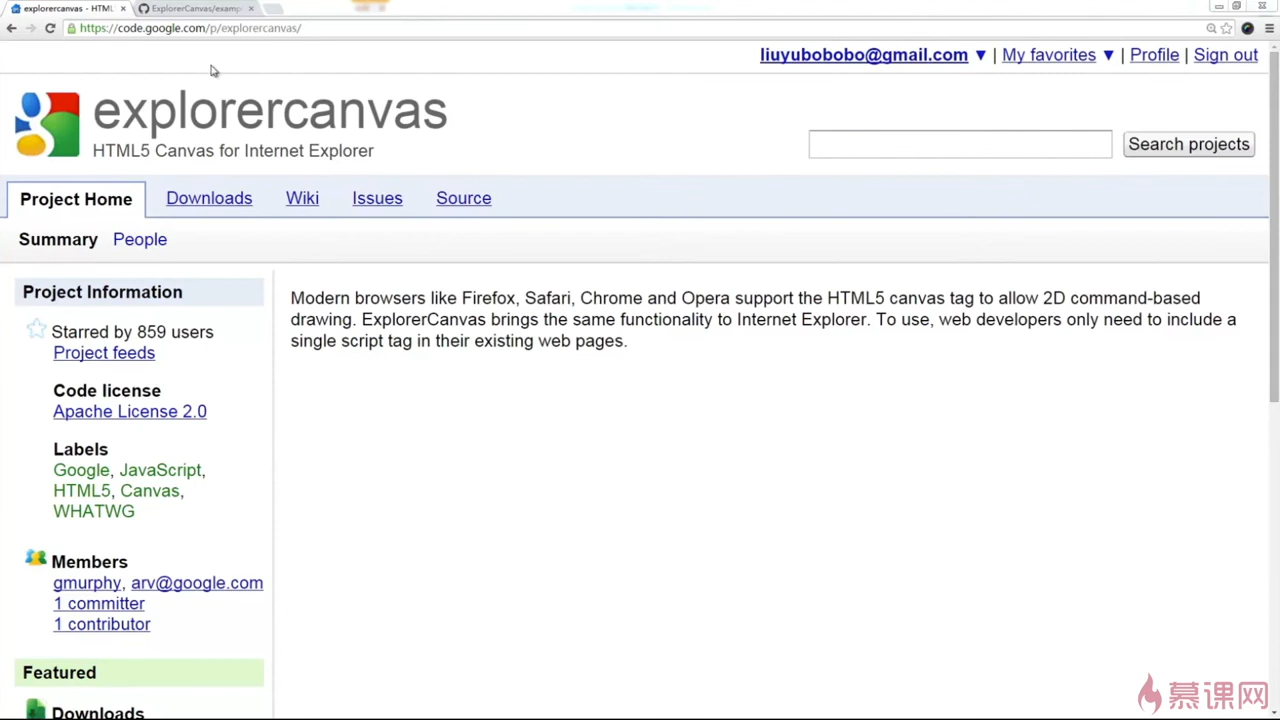 explorercanvas - HTML
ExplorerCanvas/examp
https://code.google.com/p/explorercanvas/
liuyubobobo@gmail.com ▼ | My favorites ▼ | Profile | Sign out
explorercanvas
HTML5 Canvas for Internet Explorer
Search projects
Project Home Downloads Wiki Issues Source
Summary People
Project Information
Starred by 859 users
Project feeds
Code license
Apache License 2.0
Labels
Google, JavaScript,
HTML5, Canvas,
WHATWG
Members
gmurphy, arv@google.com
1 committer
1 contributor
Featured
Downloads
Modern browsers like Firefox, Safari, Chrome and Opera support the HTML5 canvas tag to allow 2D command-based
drawing. ExplorerCanvas brings the same functionality to Internet Explorer. To use, web developers only need to include a
single script tag in their existing web pages.
慕课网